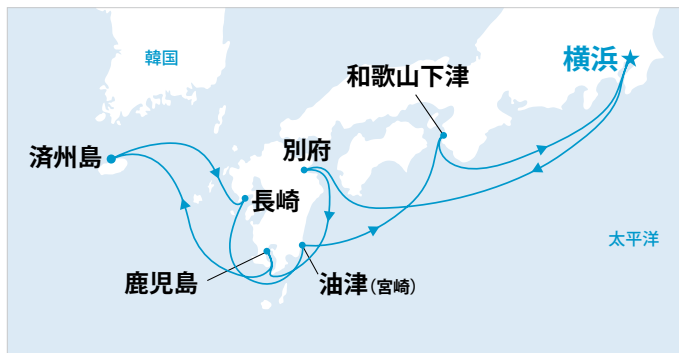 韓国
横浜★
和歌山下津
済州島
別府
長崎
太平洋
鹿児島
油津(宮崎)